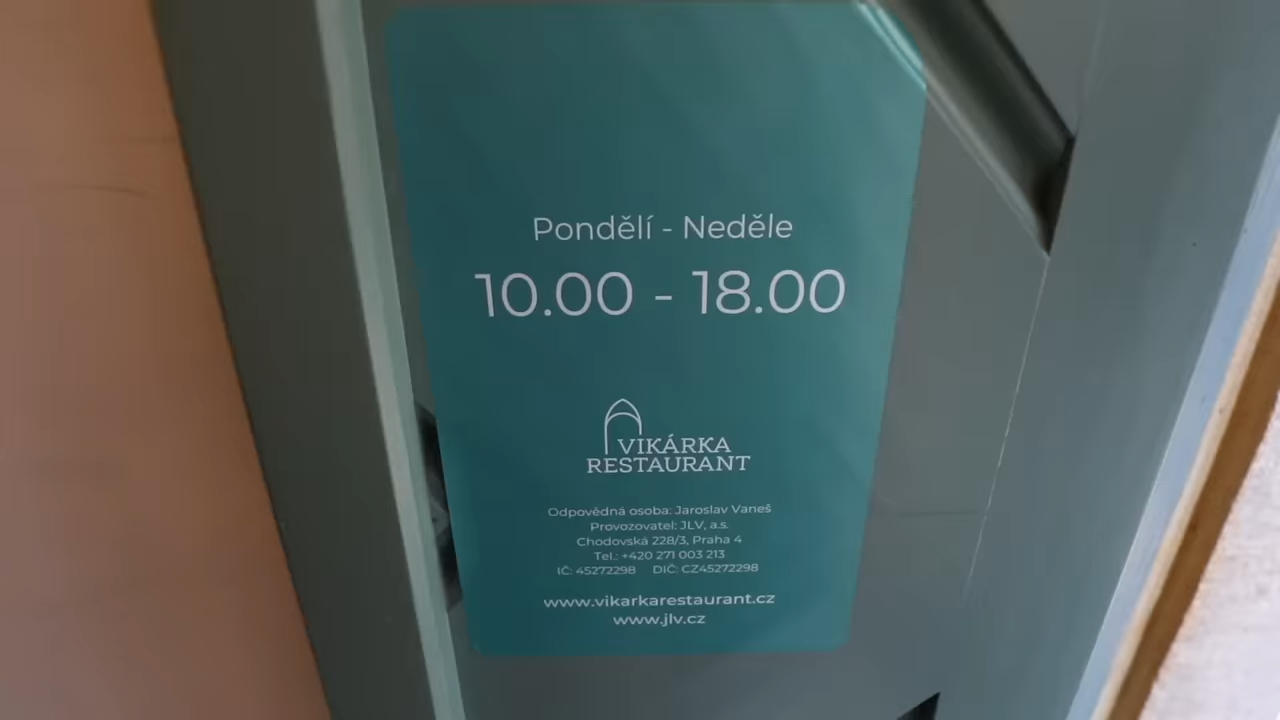 Pondělí - Neděle
10.00 - 18.00
VIKÁRKA
RESTAURANT
Odpovědná osoba: Jaroslav Vaneš
Provozovatel: JLV, a.s.
Chodovská 228/3, Praha 4
Tel.: +420 271 003 213
IČ: 45272298 DIČ: CZ45272298
www.vikarkarestaurant.cz
www.jlv.cz